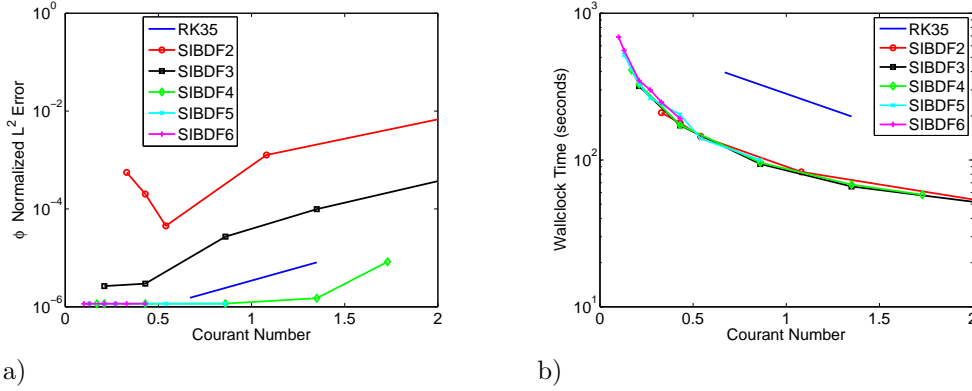 10^0
10^-2
10^-4
10^-6
φ Normalized L^2 Error
0 0.5 1 1.5 2
Courant Number
RK35
SIBDF2
SIBDF3
SIBDF4
SIBDF5
SIBDF6
a)
10^3
10^2
10^1
Wallclock Time (seconds)
0 0.5 1 1.5 2
Courant Number
RK35
SIBDF2
SIBDF3
SIBDF4
SIBDF5
SIBDF6
b)